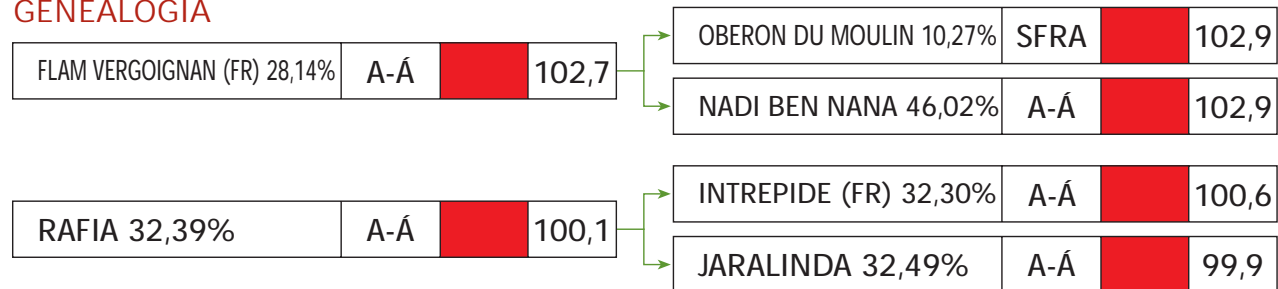 GENEALOGÍA
FLAM VERGOIGNAN (FR) 28,14% A-Á 102,7
OBERON DU MOULIN 10,27% SFRA 102,9
NADI BEN NANA 46,02% A-Á 102,9
RAFIA 32,39% A-Á 100,1
INTREPIDE (FR) 32,30% A-Á 100,6
JARALINDA 32,49% A-Á 99,9